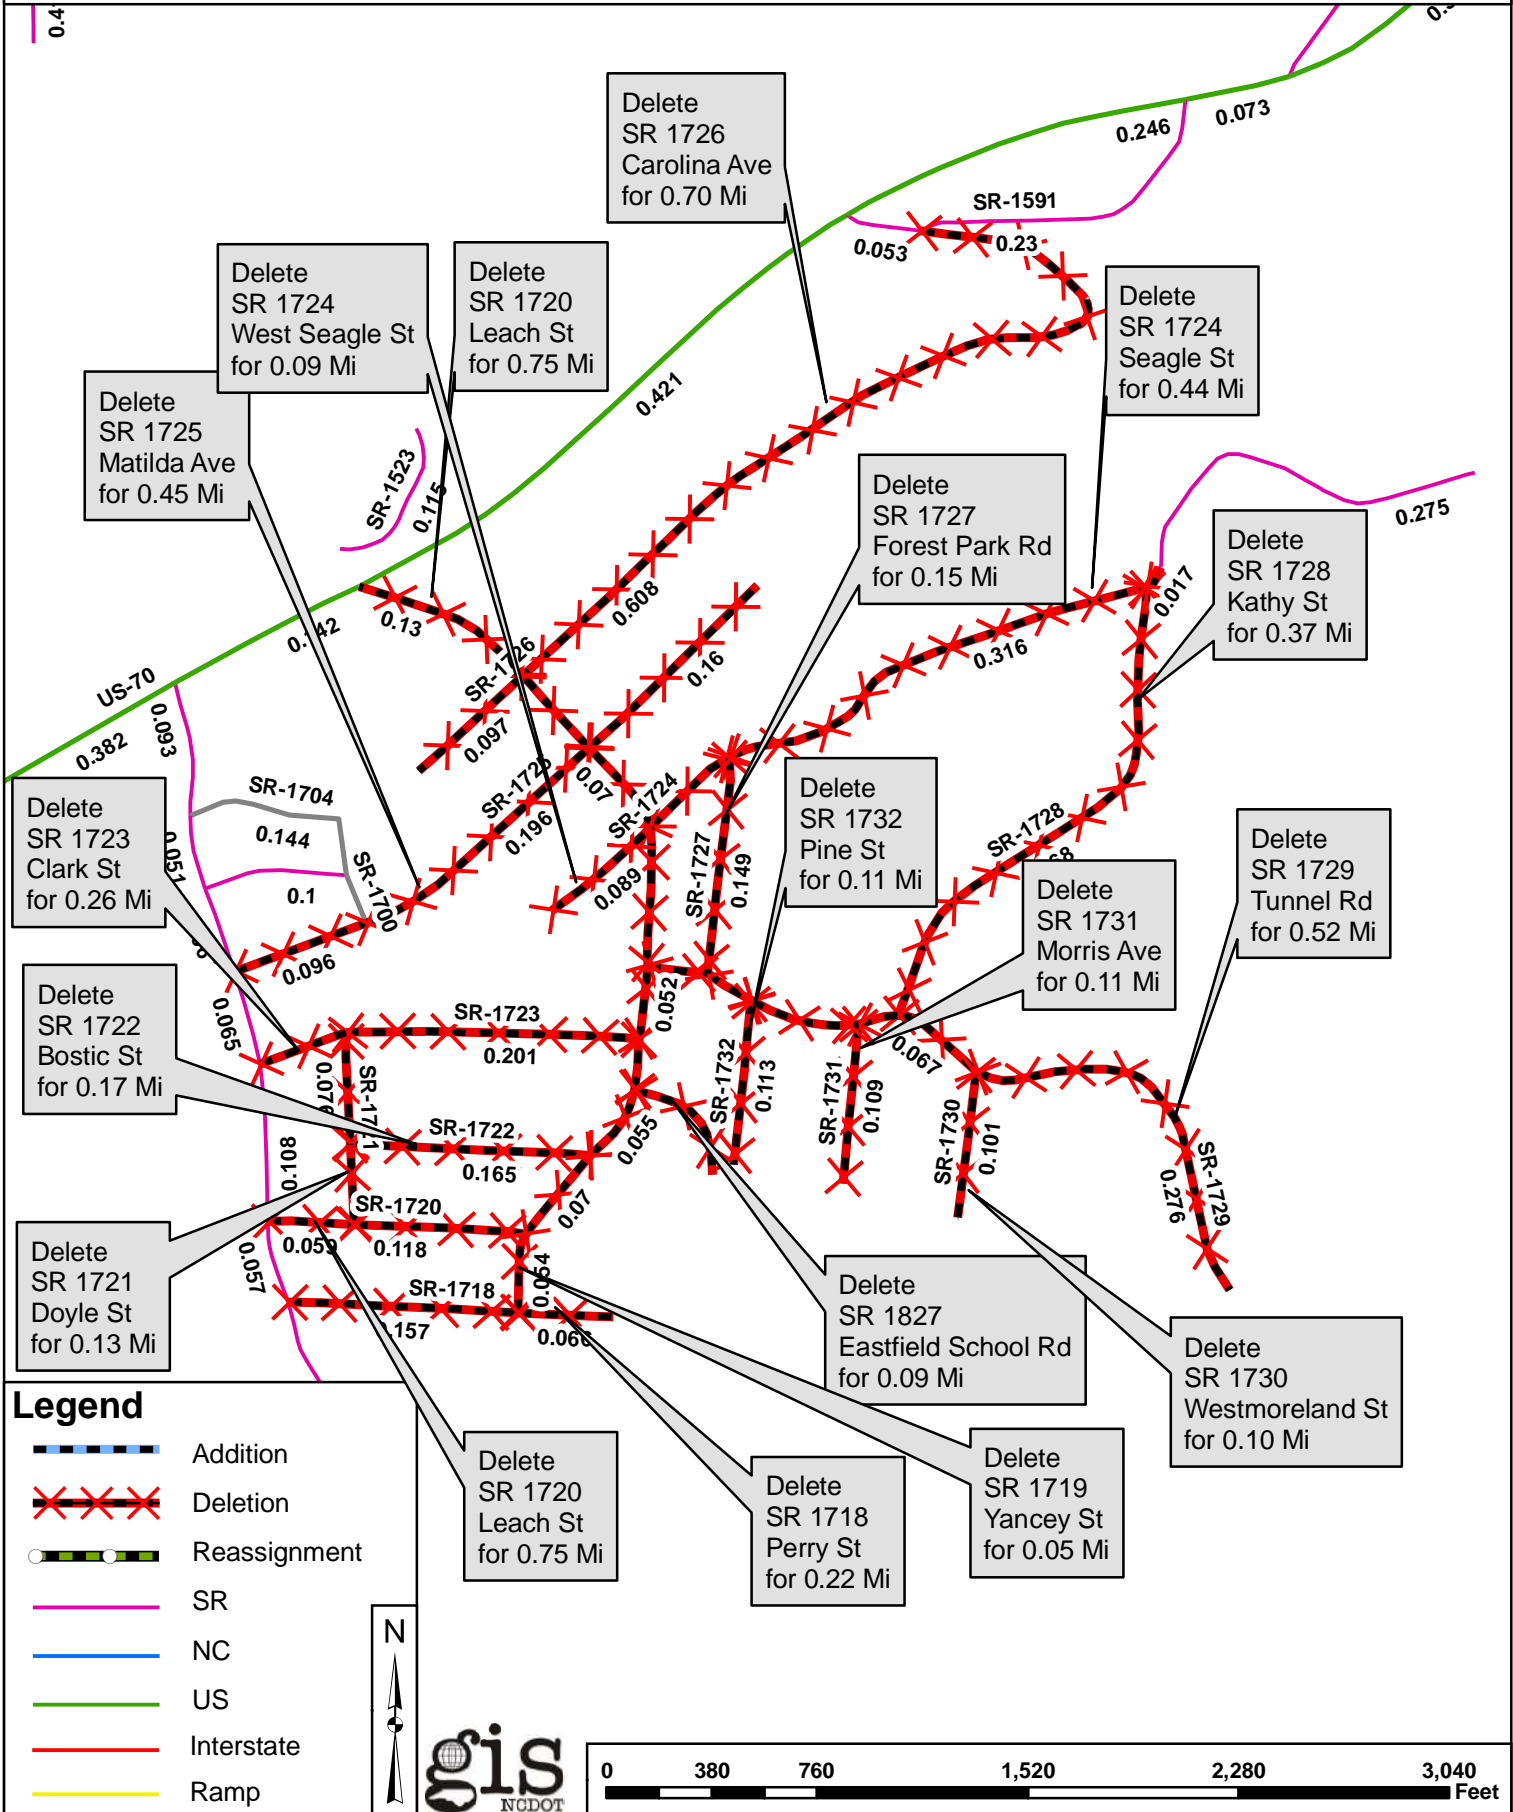 0.246
0.073
Delete
SR 1726
Carolina Ave
for 0.70 Mi
SR-1591
0.053
0.23
Delete
SR 1724
West Seagle St
for 0.09 Mi
Delete
SR 1720
Leach St
for 0.75 Mi
Delete
SR 1724
Seagle St
for 0.44 Mi
Delete
SR 1725
Matilda Ave
for 0.45 Mi
0.421
SR-1523
0.115
Delete
SR 1727
Forest Park Rd
for 0.15 Mi
0.275
Delete
SR 1728
Kathy St
for 0.37 Mi
0.017
0.13
0.608
SR-1726
0.16
0.316
US-70
0.382
0.093
0.097
SR-1725
0.07
0.196
SR-1724
0.089
SR-1704
0.144
0.1
SR-1700
0.051
0.096
Delete
SR 1723
Clark St
for 0.26 Mi
SR-1727
0.149
Delete
SR 1732
Pine St
for 0.11 Mi
SR-1728
Delete
SR 1731
Morris Ave
for 0.11 Mi
Delete
SR 1729
Tunnel Rd
for 0.52 Mi
Delete
SR 1722
Bostic St
for 0.17 Mi
0.065
SR-1723
0.201
0.052
SR-1732
0.113
SR-1731
0.109
0.067
SR-1730
0.101
SR-1729
0.276
SR-1722
0.165
0.055
0.108
SR-1720
0.059
0.118
0.07
0.057
SR-1718
0.054
Delete
SR 1721
Doyle St
for 0.13 Mi
Delete
SR 1827
Eastfield School Rd
for 0.09 Mi
Delete
SR 1730
Westmoreland St
for 0.10 Mi
Delete
SR 1720
Leach St
for 0.75 Mi
Delete
SR 1718
Perry St
for 0.22 Mi
Delete
SR 1719
Yancey St
for 0.05 Mi
Legend
Addition
Deletion
Reassignment
SR
NC
US
Interstate
Ramp
N
gis
NCDOT
0 380 760 1,520 2,280 3,040
Feet